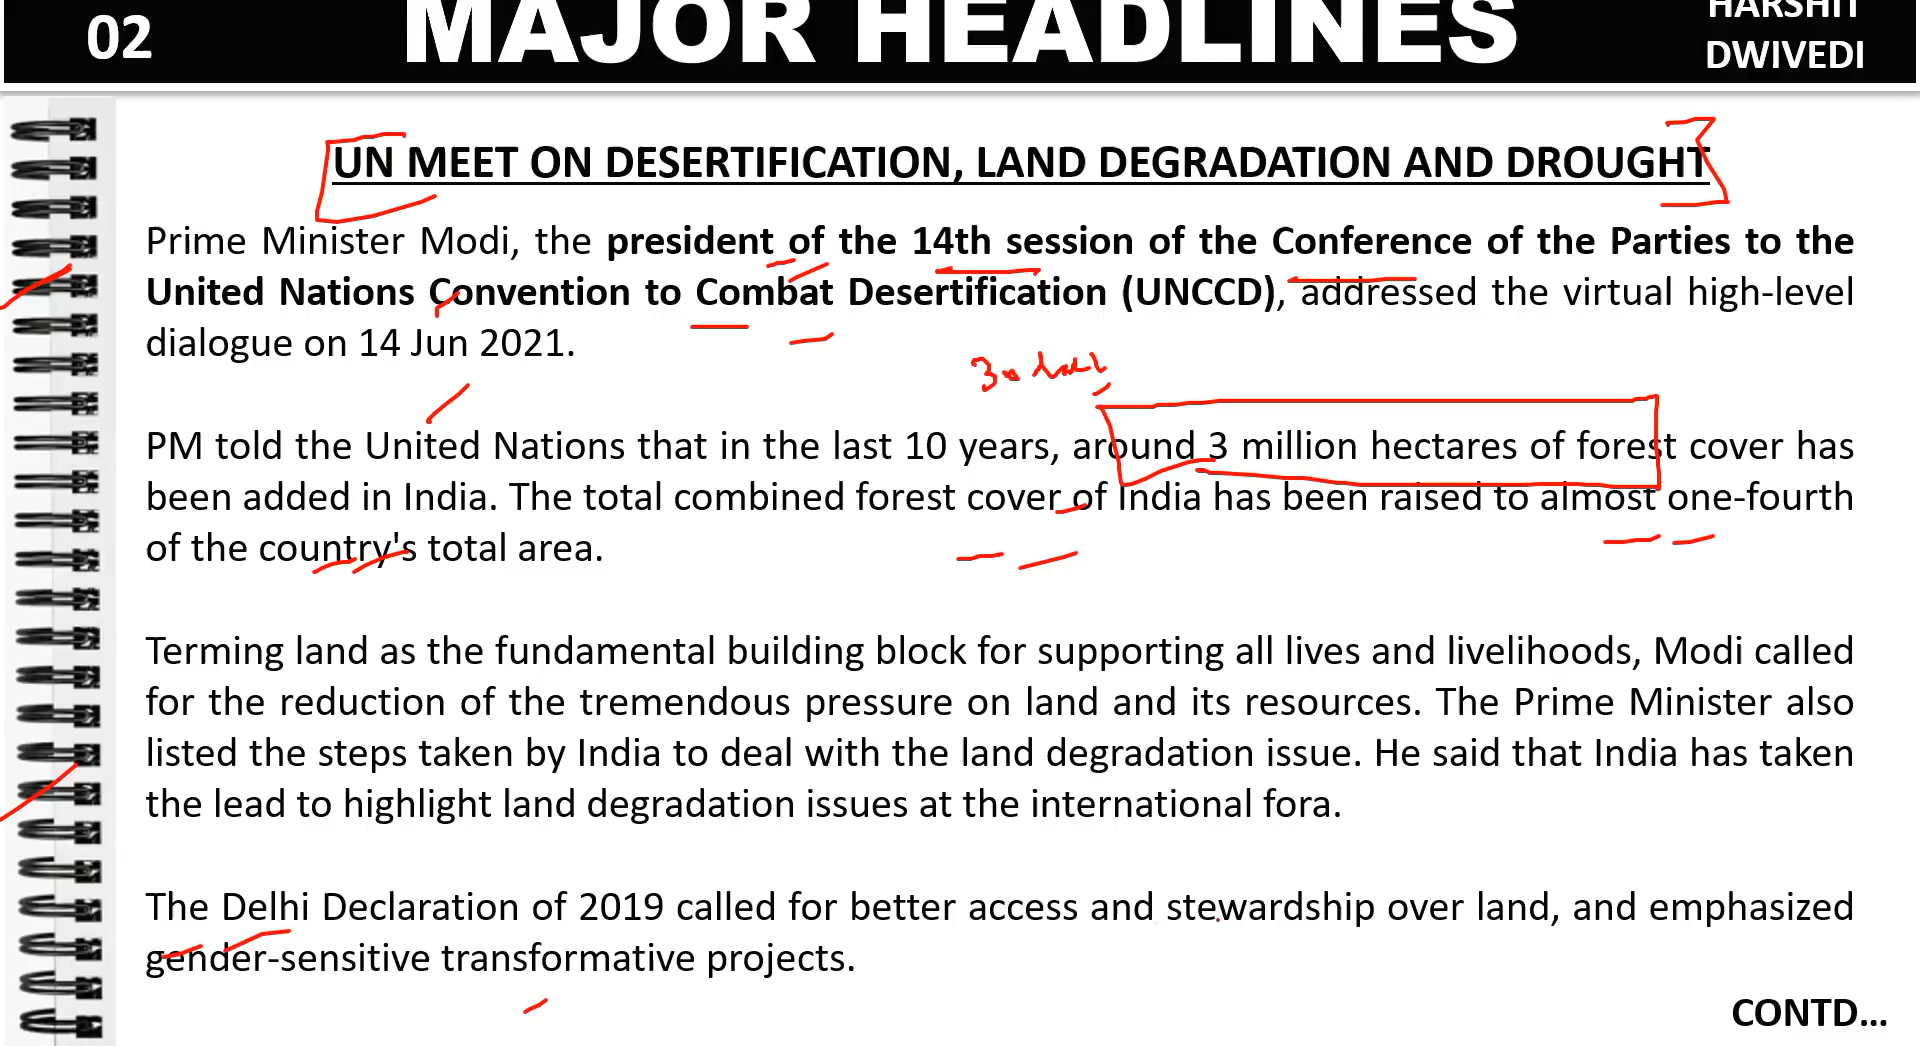 02
MAJOR HEADLINES
HARSHIT
DWIVEDI
UN MEET ON DESERTIFICATION, LAND DEGRADATION AND DROUGHT
Prime Minister Modi, the president of the 14th session of the Conference of the Parties to the
United Nations Convention to Combat Desertification (UNCCD), addressed the virtual high-level
dialogue on 14 Jun 2021.
30 lakh
PM told the United Nations that in the last 10 years, around 3 million hectares of forest cover has
been added in India. The total combined forest cover of India has been raised to almost one-fourth
of the country's total area.
Terming land as the fundamental building block for supporting all lives and livelihoods, Modi called
for the reduction of the tremendous pressure on land and its resources. The Prime Minister also
listed the steps taken by India to deal with the land degradation issue. He said that India has taken
the lead to highlight land degradation issues at the international fora.
The Delhi Declaration of 2019 called for better access and stewardship over land, and emphasized
gender-sensitive transformative projects.
CONTD...